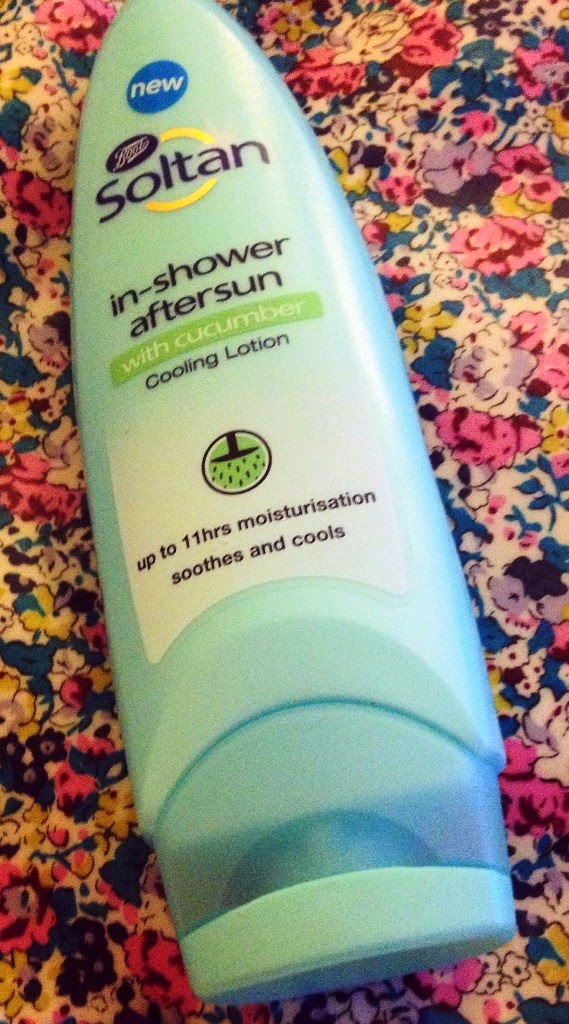 new
Boots
Soltan
in-shower
aftersun
with cucumber
Cooling Lotion
up to 11hrs moisturisation
soothes and cools